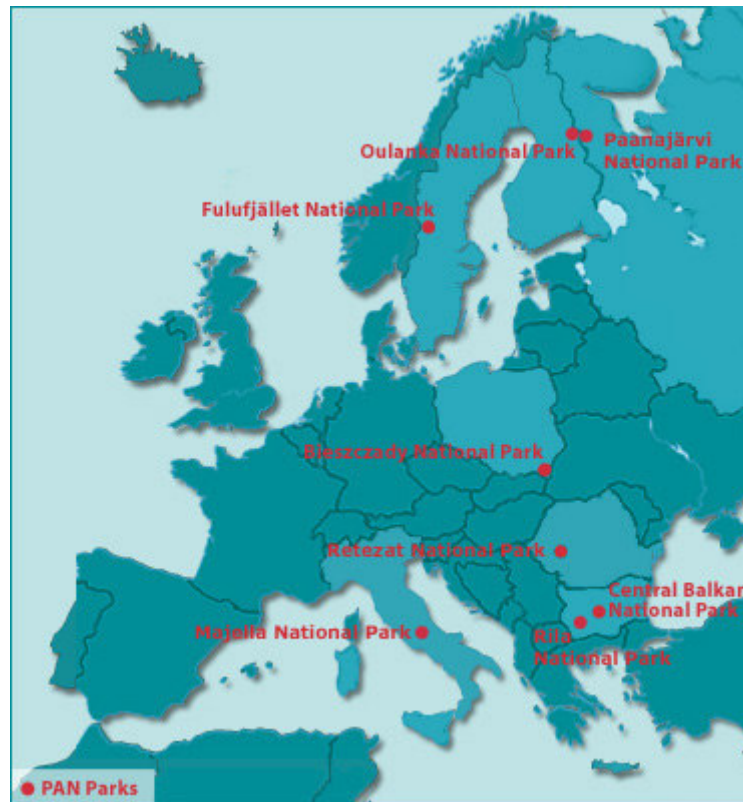 Oulanka National Park
Paanajärvi
National Park
Fulufjället National Park
Bieszczady National Park
Retezat National Park
Central Balkan
National Park
Majella National Park
Rila
National Park
PAN Parks